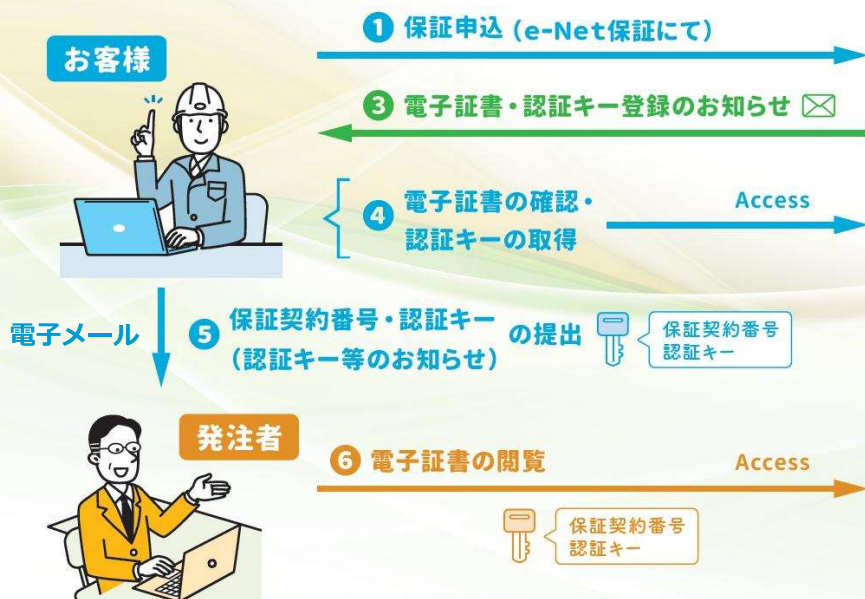 お客様
❶ 保証申込 (e-Net保証にて)
❸ 電子証書・認証キー登録のお知らせ
❹ 電子証書の確認・
認証キーの取得
Access
電子メール
❺ 保証契約番号・認証キー
(認証キー等のお知らせ)
の提出
保証契約番号
認証キー
発注者
❻ 電子証書の閲覧
Access
保証契約番号
認証キー